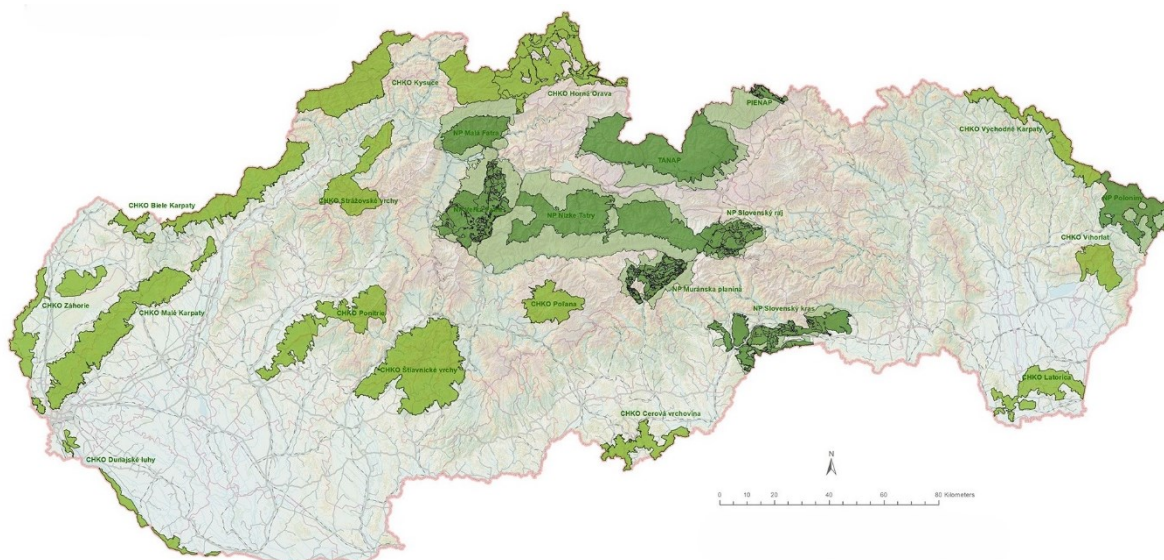 CHKO Kysuce
CHKO Horná Orava
PIENAP
CHKO Východné Karpaty
NP Malá Fatra
TANAP
CHKO Strážovské vrchy
NP Poloniny
CHKO Biele Karpaty
NP Nízke Tatry
NP Slovenský raj
CHKO Vihorlat
CHKO Záhorie
CHKO Malé Karpaty
CHKO Ponitrie
CHKO Poľana
NP Muránska planina
NP Slovenský kras
CHKO Štiavnické vrchy
CHKO Latorica
CHKO Cerová vrchovina
CHKO Dunajské luhy
N
0 10 20 40 60 80 Kilometers